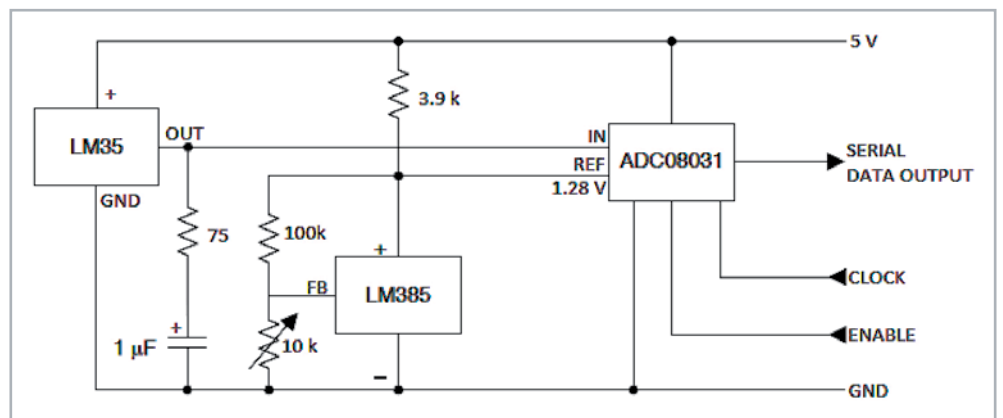 5 V
+
3.9 k
LM35
OUT
IN
REF
1.28 V
ADC08031
SERIAL
DATA OUTPUT
GND
75
100k
+
FB
LM385
CLOCK
+
1 µF
10 k
ENABLE
–
GND